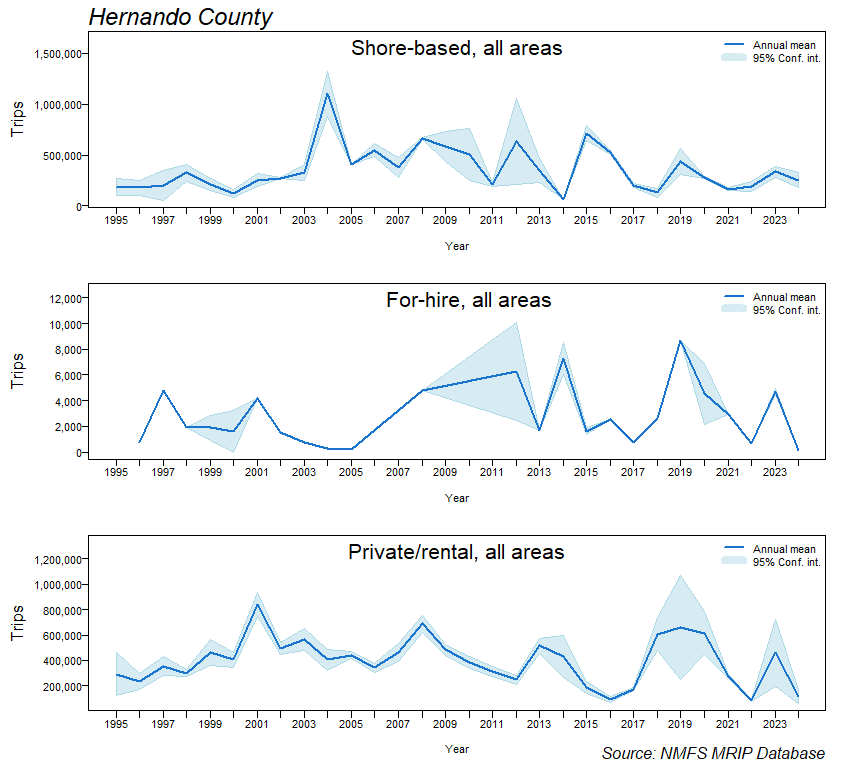 Hernando County
Shore-based, all areas
Annual mean
95% Conf. int.
1,500,000
1,000,000
500,000
0
Trips
1995 1997 1999 2001 2003 2005 2007 2009 2011 2013 2015 2017 2019 2021 2023
Year
For-hire, all areas
Annual mean
95% Conf. int.
12,000
10,000
8,000
6,000
4,000
2,000
0
Trips
1995 1997 1999 2001 2003 2005 2007 2009 2011 2013 2015 2017 2019 2021 2023
Year
Private/rental, all areas
Annual mean
95% Conf. int.
1,200,000
1,000,000
800,000
600,000
400,000
200,000
Trips
1995 1997 1999 2001 2003 2005 2007 2009 2011 2013 2015 2017 2019 2021 2023
Year
Source: NMFS MRIP Database